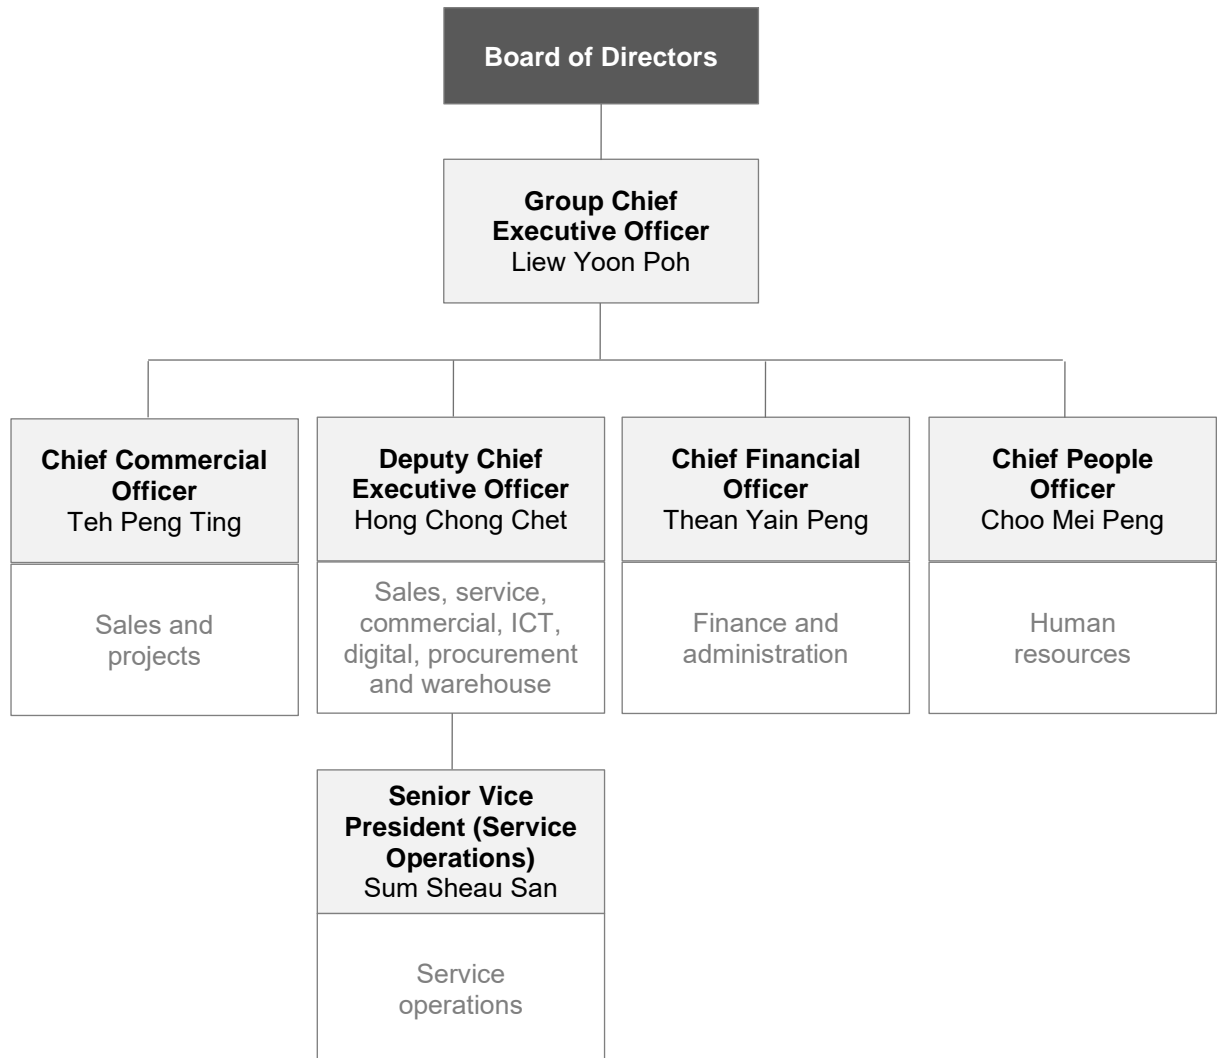 Board of Directors
Group Chief
Executive Officer
Liew Yoon Poh
Chief Commercial
Officer
Teh Peng Ting
Sales and
projects
Deputy Chief
Executive Officer
Hong Chong Chet
Sales, service,
commercial, ICT,
digital, procurement
and warehouse
Chief Financial
Officer
Thean Yain Peng
Finance and
administration
Chief People
Officer
Choo Mei Peng
Human
resources
Senior Vice
President (Service
Operations)
Sum Sheau San
Service
operations